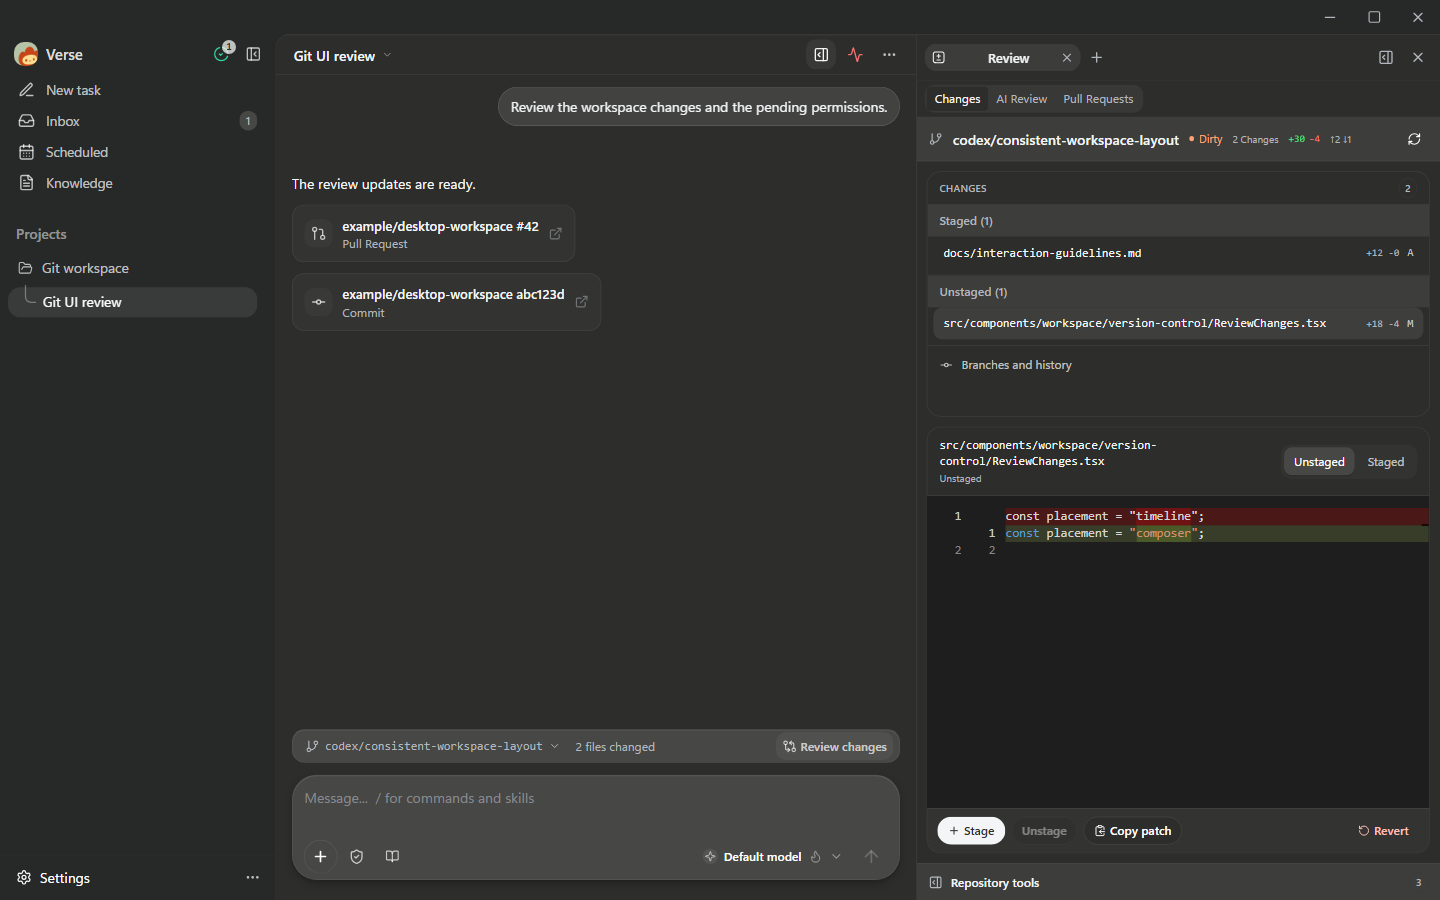 Verse
1
New task
Inbox
1
Scheduled
Knowledge
Projects
Git workspace
Git UI review
Settings
Git UI review
Review the workspace changes and the pending permissions.
The review updates are ready.
example/desktop-workspace #42
Pull Request
example/desktop-workspace abc123d
Commit
codex/consistent-workspace-layout
2 files changed
Review changes
Message... / for commands and skills
Default model
Review
Changes
AI Review
Pull Requests
codex/consistent-workspace-layout
Dirty
2 Changes
+30 -4
↑2 ↓1
CHANGES
2
Staged (1)
docs/interaction-guidelines.md
+12 -0 A
Unstaged (1)
src/components/workspace/version-control/ReviewChanges.tsx
+18 -4 M
Branches and history
src/components/workspace/version-
control/ReviewChanges.tsx
Unstaged
Unstaged
Staged
1 const placement = "timeline";
1 const placement = "composer";
2 2
+ Stage
Unstage
Copy patch
Revert
Repository tools
3